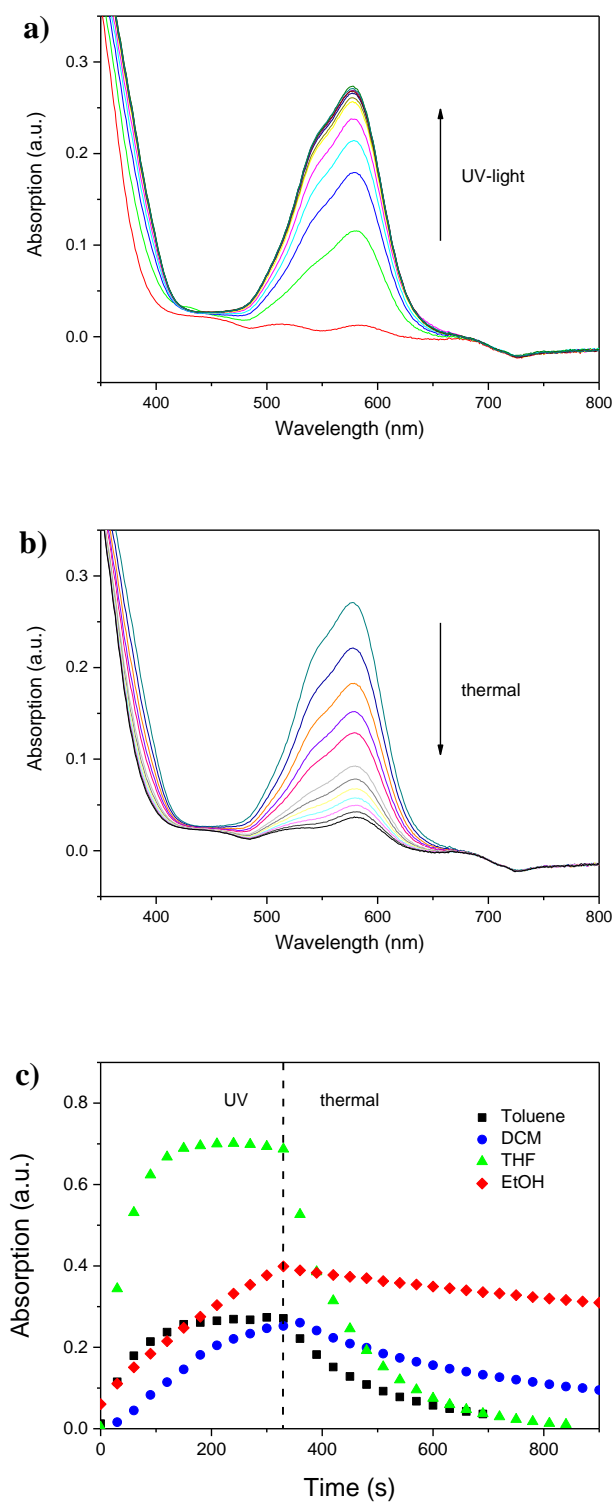 a)
0.3
0.2
0.1
0.0
Absorption (a.u.)
UV-light
400 500 600 700 800
Wavelength (nm)
b)
0.3
0.2
0.1
0.0
Absorption (a.u.)
thermal
400 500 600 700 800
Wavelength (nm)
c)
UV thermal
0.8
0.6
0.4
0.2
0.0
Absorption (a.u.)
Toluene
DCM
THF
EtOH
0 200 400 600 800
Time (s)